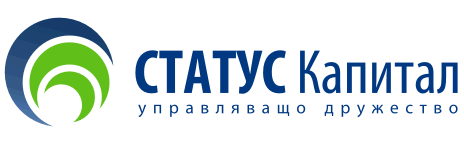 СТАТУС Капитал
управляващо дружество